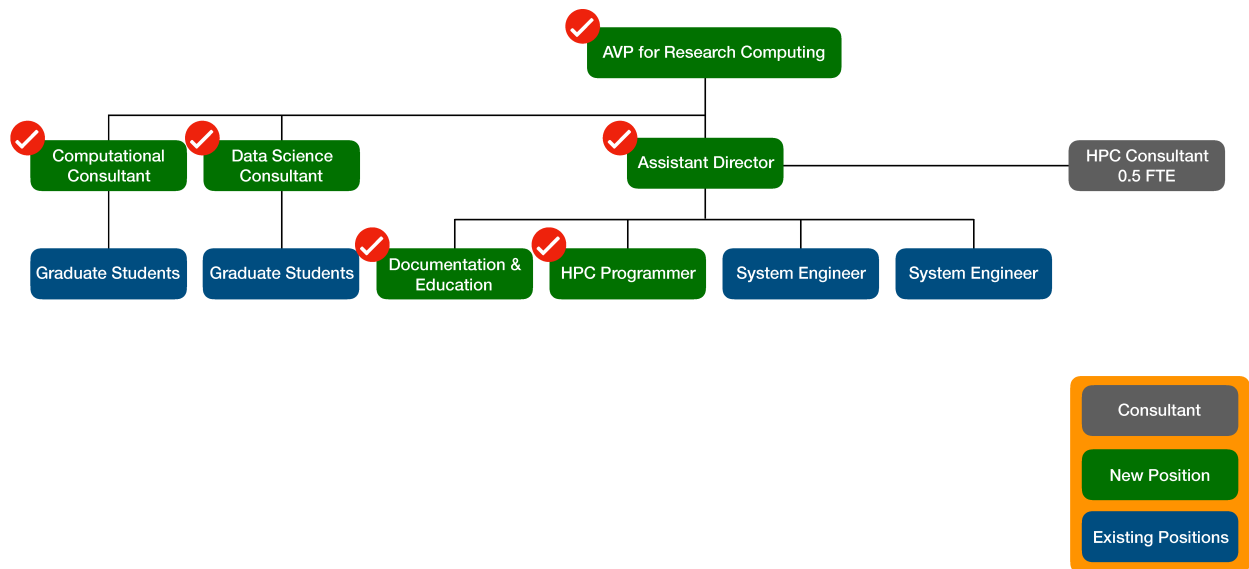 AVP for Research Computing
Computational
Consultant
Data Science
Consultant
Assistant Director
HPC Consultant
0.5 FTE
Graduate Students
Graduate Students
Documentation &
Education
HPC Programmer
System Engineer
System Engineer
Consultant
New Position
Existing Positions